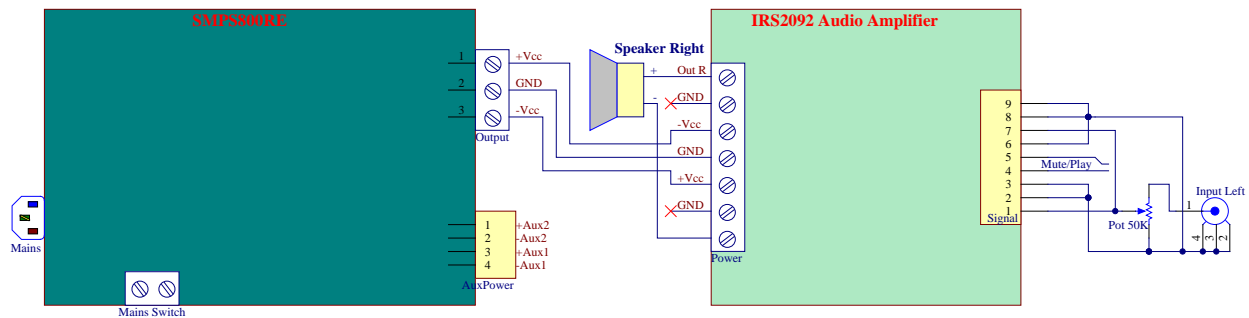 SMPS800RE
IRS2092 Audio Amplifier
Speaker Right
1
+Vcc
2
GND
3
-Vcc
Output
+
Out R
-
GND
-Vcc
GND
+Vcc
GND
Power
9
8
7
6
5
4
3
2
1
Signal
Mute/Play
Pot 50K
Input Left
1
4
3
2
Mains
Mains Switch
1
+Aux2
2
-Aux2
3
+Aux1
4
-Aux1
AuxPower